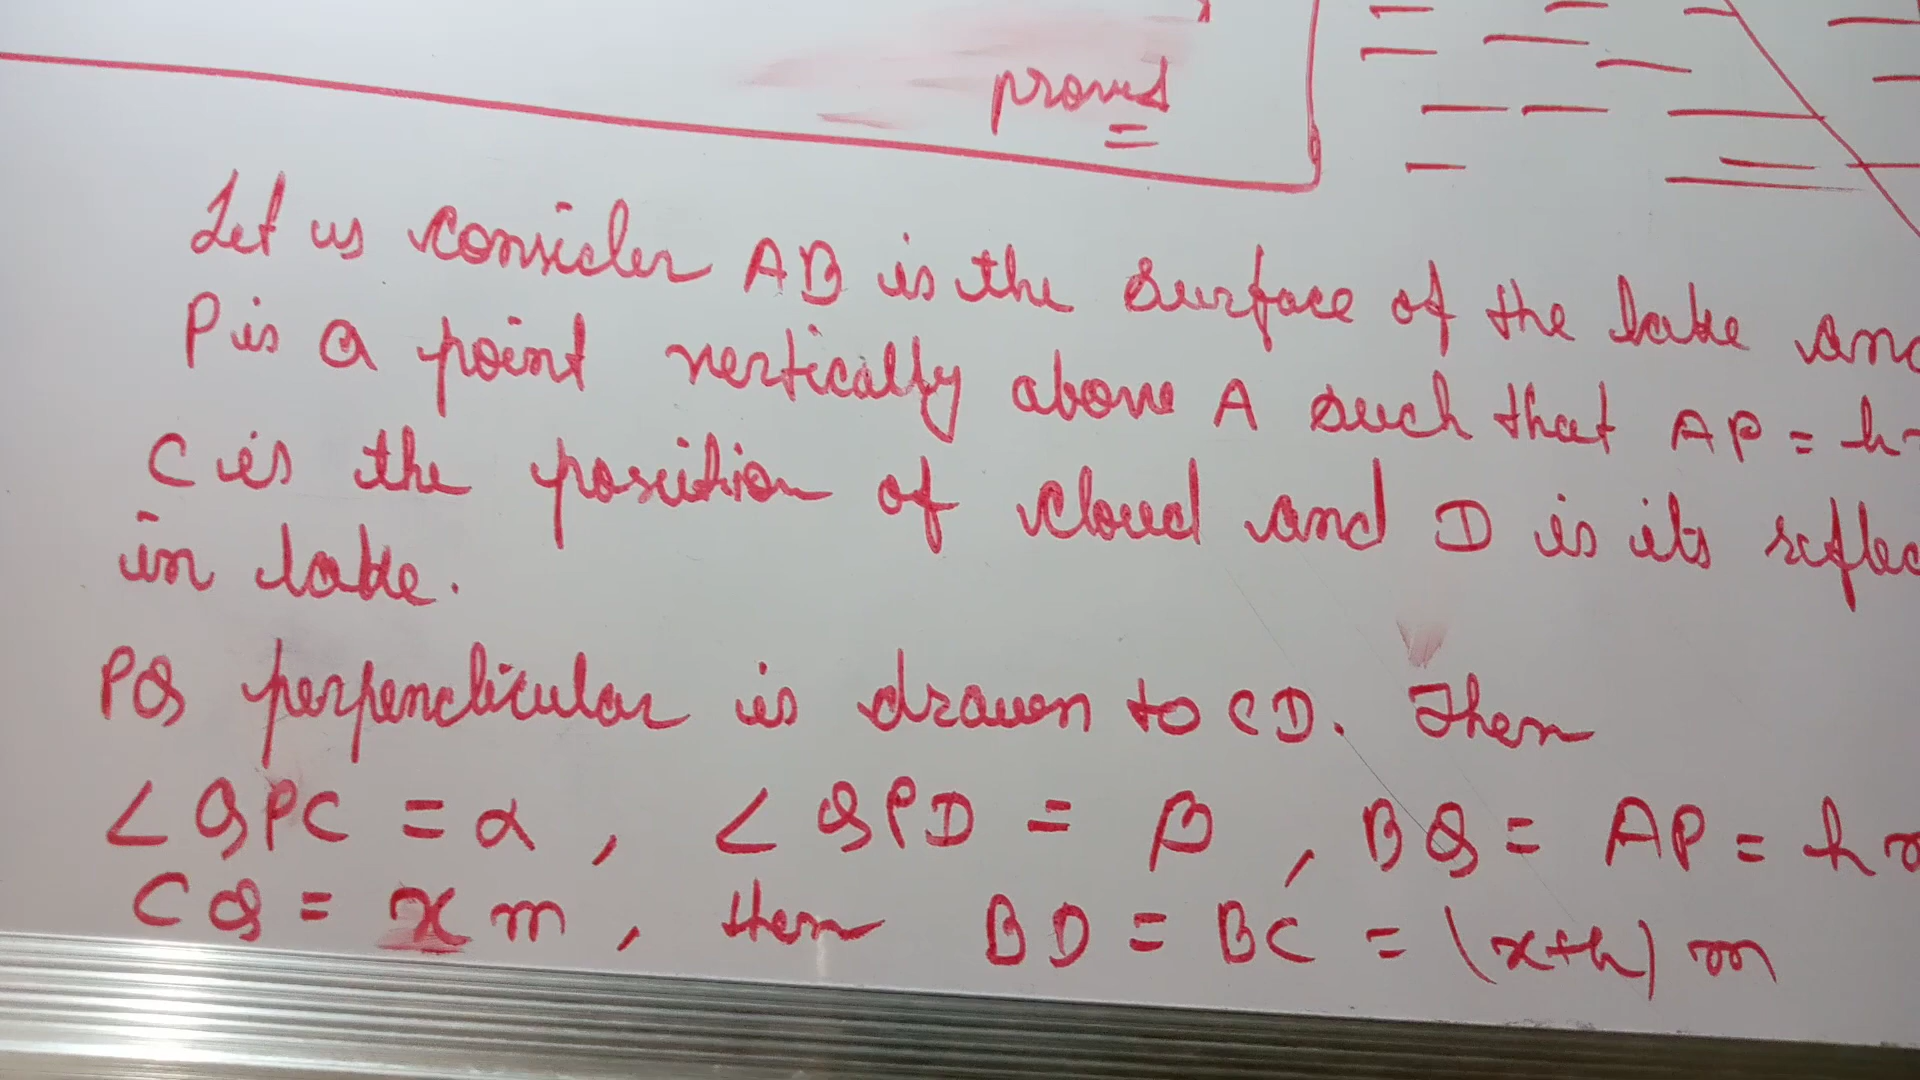 proved
Let us consider AB is the surface of the lake and
P is a point vertically above A such that AP = h
C is the position of cloud and D is its reflec
in lake.
PQ perpendicular is drawn to CD. Then
∠QPC = α, ∠QPD = β, BQ = AP = h m
CQ = x m, then BD = BC = (x+h) m